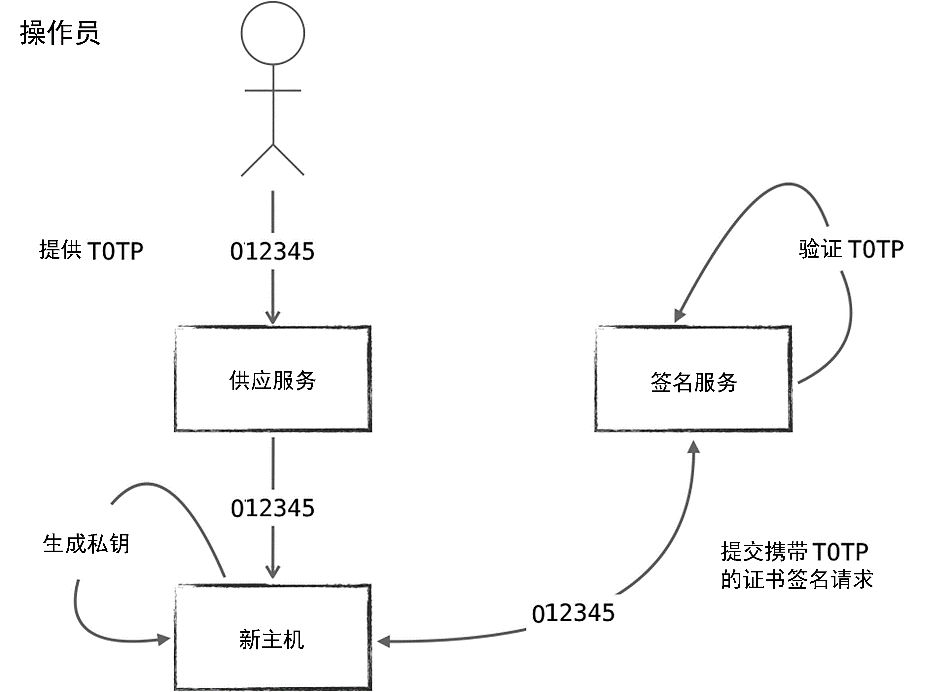 操作员
提供 TOTP
012345
验证 TOTP
供应服务
签名服务
012345
生成私钥
提交携带 TOTP
的证书签名请求
012345
新主机